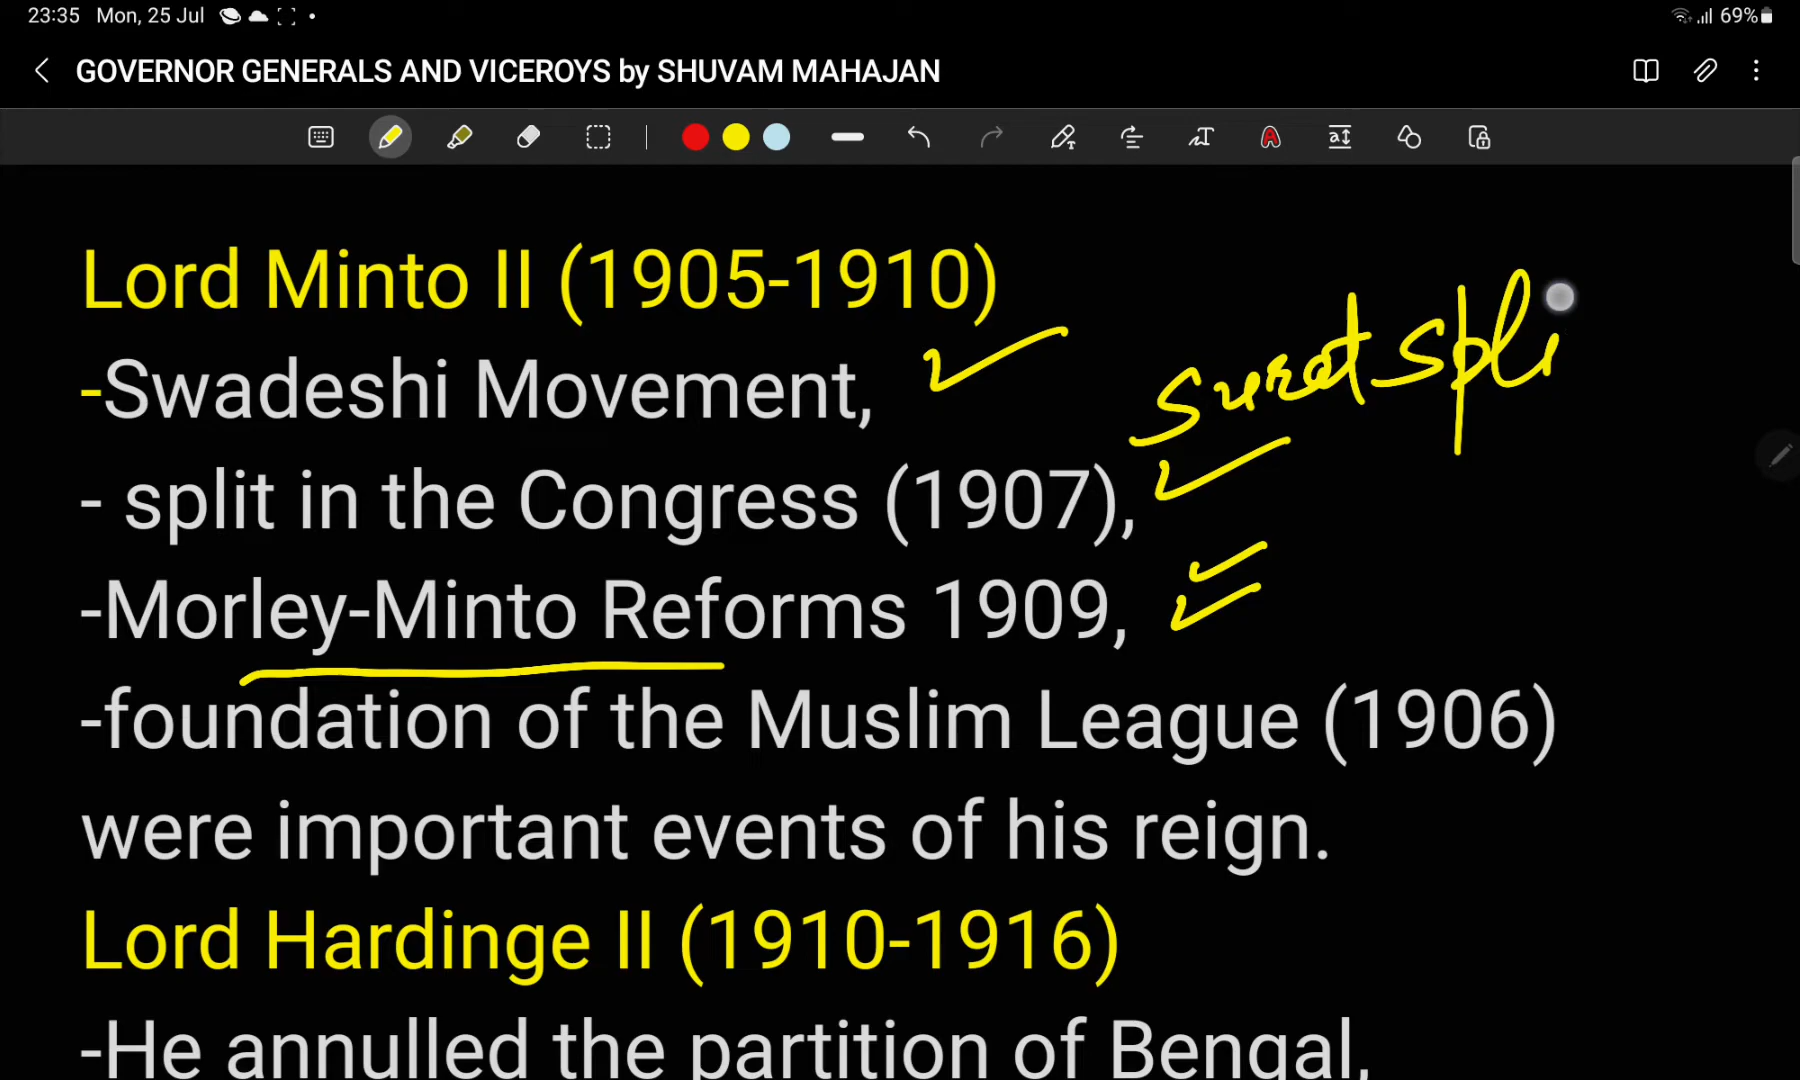 23:35 Mon, 25 Jul 69%
GOVERNOR GENERALS AND VICEROYS by SHUVAM MAHAJAN
Lord Minto II (1905-1910)
-Swadeshi Movement,
Surat Spli
- split in the Congress (1907),
-Morley-Minto Reforms 1909,
-foundation of the Muslim League (1906)
were important events of his reign.
Lord Hardinge II (1910-1916)
-He annulled the partition of Bengal,